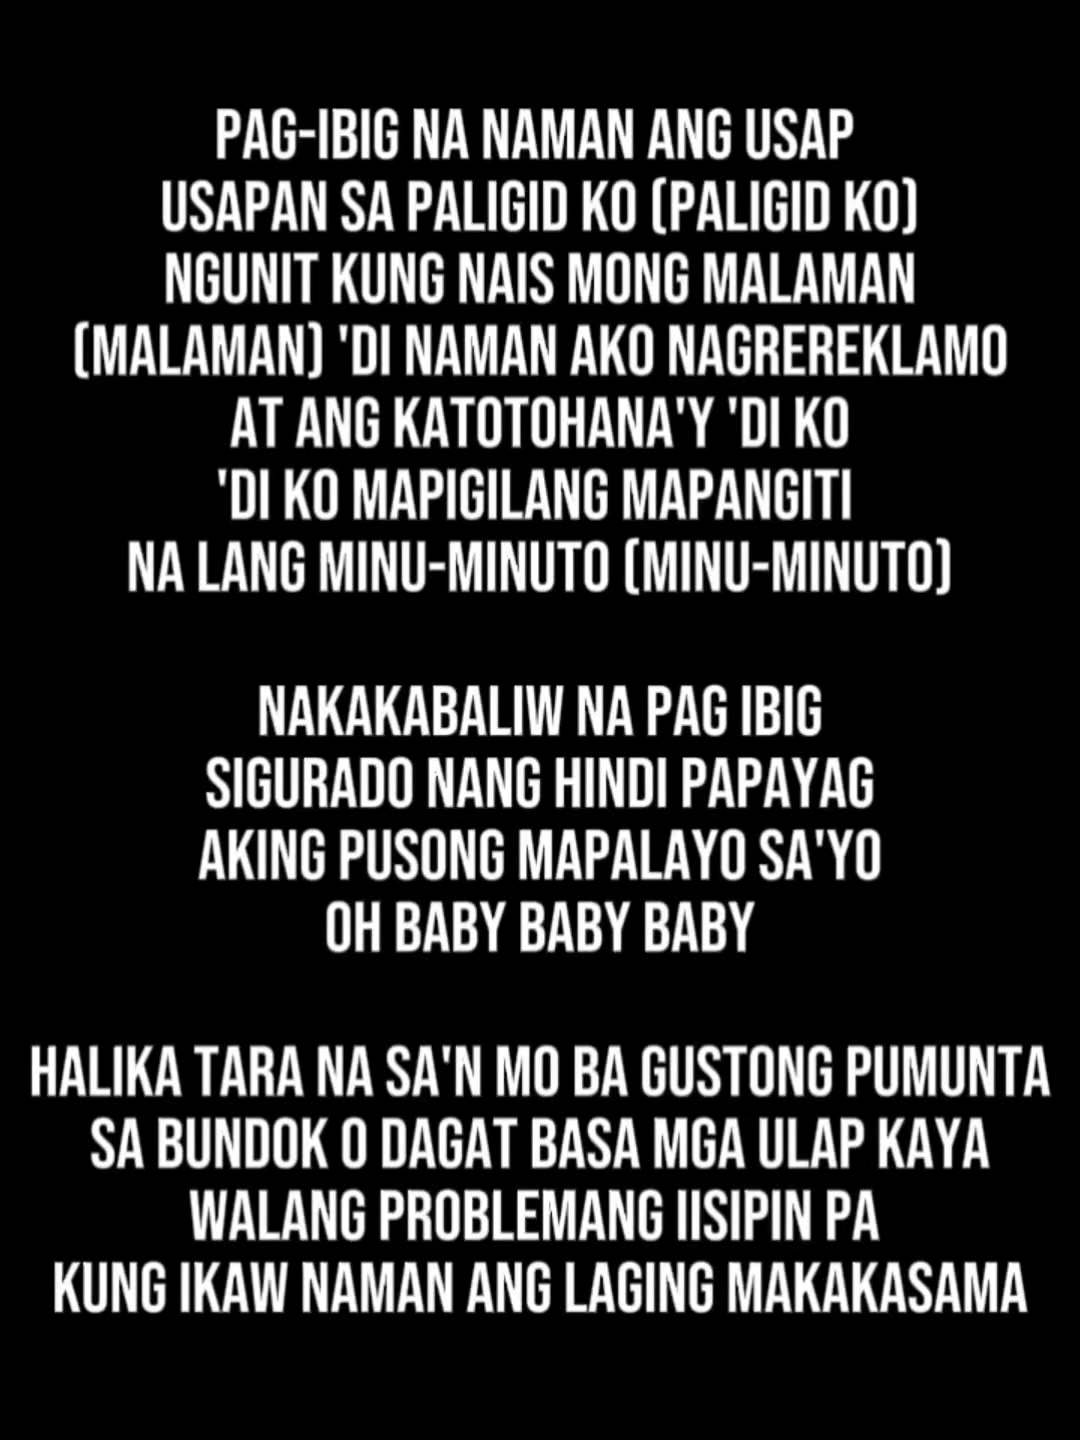 PAG-IBIG NA NAMAN ANG USAP
USAPAN SA PALIGID KO (PALIGID KO)
NGUNIT KUNG NAIS MONG MALAMAN
(MALAMAN) 'DI NAMAN AKO NAGREREKLAMO
AT ANG KATOTOHANA'Y 'DI KO
'DI KO MAPIGILANG MAPANGITI
NA LANG MINU-MINUTO (MINU-MINUTO)
NAKAKABALIW NA PAG IBIG
SIGURADO NANG HINDI PAPAYAG
AKING PUSONG MAPALAYO SA'YO
OH BABY BABY BABY
HALIKA TARA NA SA'N MO BA GUSTONG PUMUNTA
SA BUNDOK O DAGAT BASA MGA ULAP KAYA
WALANG PROBLEMANG IISIPIN PA
KUNG IKAW NAMAN ANG LAGING MAKAKASAMA